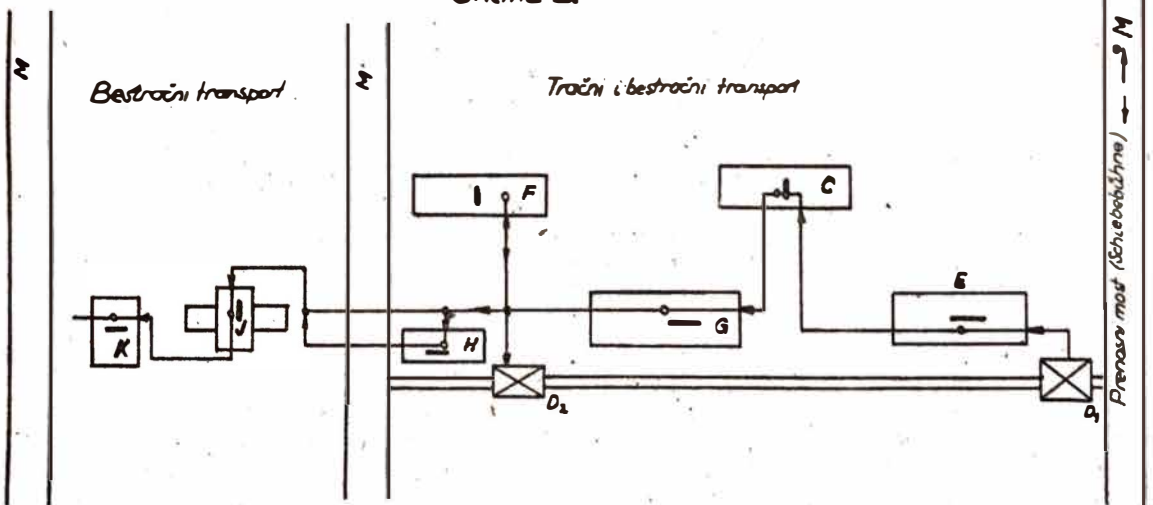 M
Bestračni transport
M
Tračni i bestračni transport
Prenosni most (Schiebebühne) ← → M
F
C
E
G
H
J
K
D₂
D₁